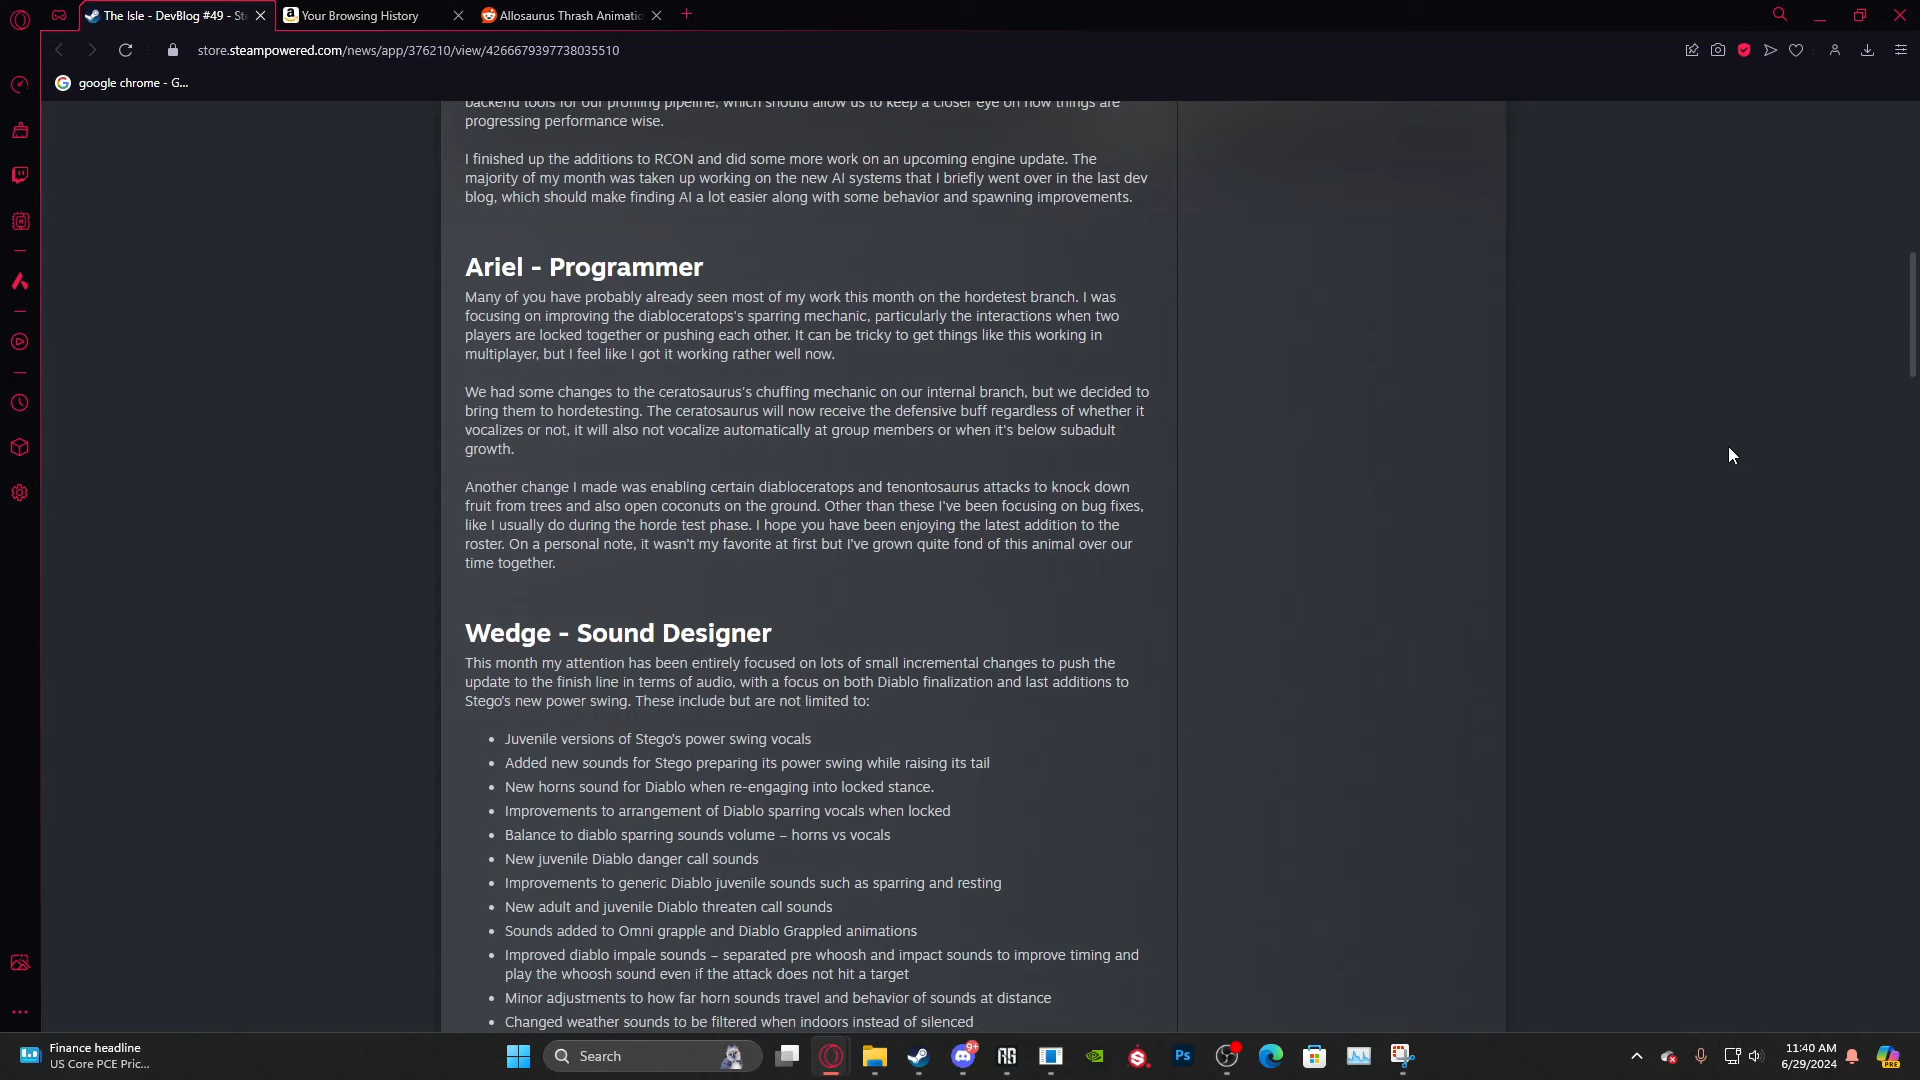 The Isle - DevBlog #49 - St
Your Browsing History
Allosaurus Thrash Animatio
store.steampowered.com/news/app/376210/view/4266679397738035510
google chrome - G...
backend tools for our profiling pipeline, which should allow us to keep a closer eye on how things are
progressing performance wise.
I finished up the additions to RCON and did some more work on an upcoming engine update. The
majority of my month was taken up working on the new AI systems that I briefly went over in the last dev
blog, which should make finding AI a lot easier along with some behavior and spawning improvements.
Ariel - Programmer
Many of you have probably already seen most of my work this month on the hordetest branch. I was
focusing on improving the diabloceratops's sparring mechanic, particularly the interactions when two
players are locked together or pushing each other. It can be tricky to get things like this working in
multiplayer, but I feel like I got it working rather well now.
We had some changes to the ceratosaurus's chuffing mechanic on our internal branch, but we decided to
bring them to hordetesting. The ceratosaurus will now receive the defensive buff regardless of whether it
vocalizes or not, it will also not vocalize automatically at group members or when it's below subadult
growth.
Another change I made was enabling certain diabloceratops and tenontosaurus attacks to knock down
fruit from trees and also open coconuts on the ground. Other than these I've been focusing on bug fixes,
like I usually do during the horde test phase. I hope you have been enjoying the latest addition to the
roster. On a personal note, it wasn't my favorite at first but I've grown quite fond of this animal over our
time together.
Wedge - Sound Designer
This month my attention has been entirely focused on lots of small incremental changes to push the
update to the finish line in terms of audio, with a focus on both Diablo finalization and last additions to
Stego's new power swing. These include but are not limited to:
• Juvenile versions of Stego's power swing vocals
• Added new sounds for Stego preparing its power swing while raising its tail
• New horns sound for Diablo when re-engaging into locked stance.
• Improvements to arrangement of Diablo sparring vocals when locked
• Balance to diablo sparring sounds volume – horns vs vocals
• New juvenile Diablo danger call sounds
• Improvements to generic Diablo juvenile sounds such as sparring and resting
• New adult and juvenile Diablo threaten call sounds
• Sounds added to Omni grapple and Diablo Grappled animations
• Improved diablo impale sounds – separated pre whoosh and impact sounds to improve timing and
play the whoosh sound even if the attack does not hit a target
• Minor adjustments to how far horn sounds travel and behavior of sounds at distance
• Changed weather sounds to be filtered when indoors instead of silenced
Finance headline
US Core PCE Pric...
Search
9+
Ps
11:40 AM
6/29/2024
PRE